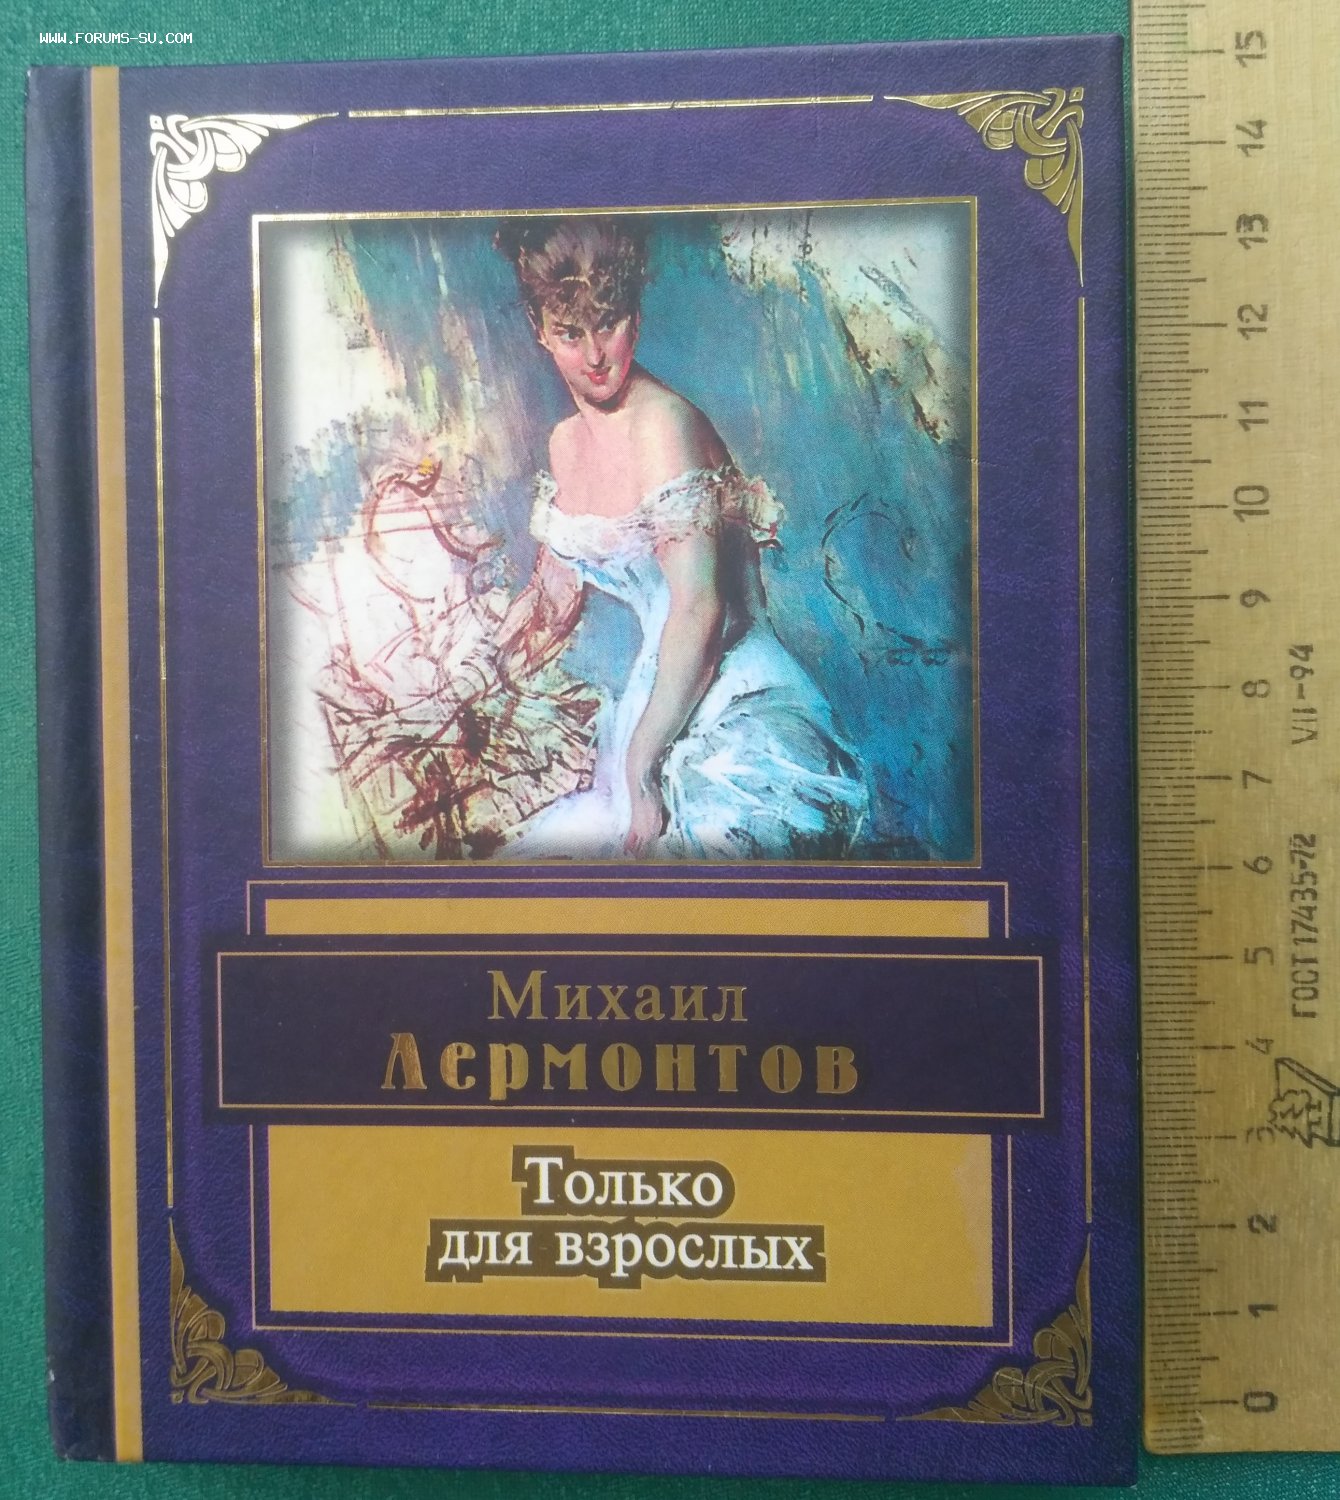 www.forums-su.com
Михаил
Лермонтов
Только
для взрослых
15
14
13
12
11
10
9
8
7
6
5
4
3
2
1
0
VII-94
ГОСТ 17435-72